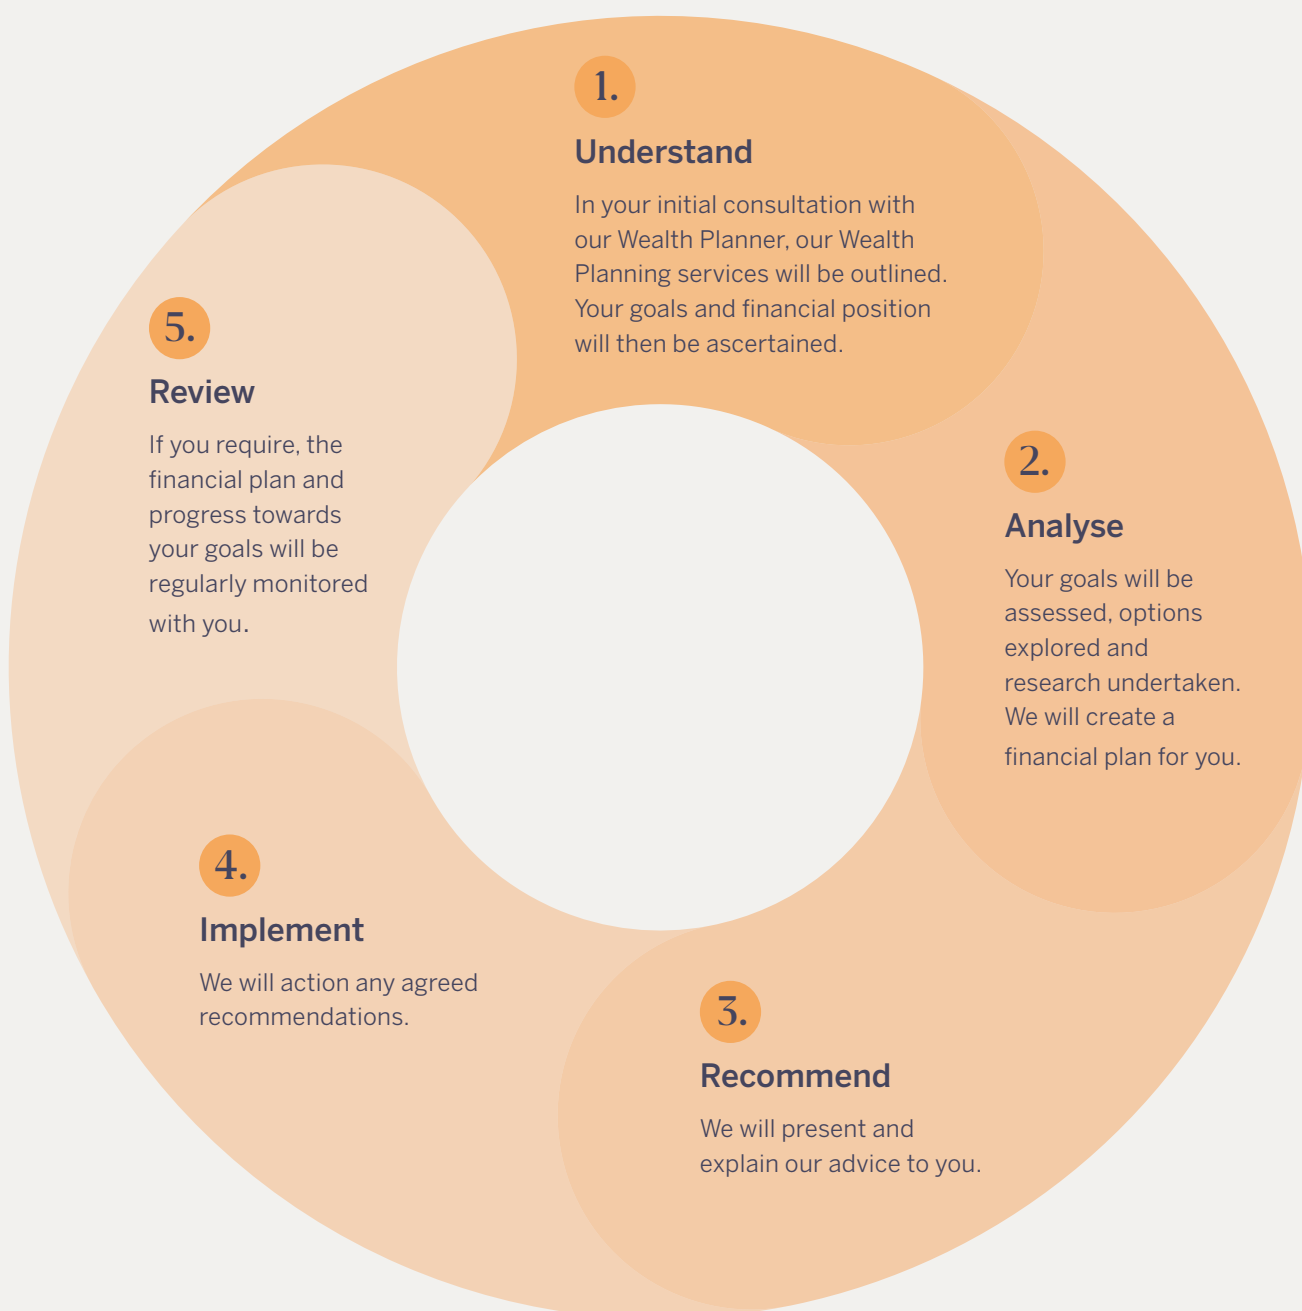 1.
Understand
In your initial consultation with
our Wealth Planner, our Wealth
Planning services will be outlined.
Your goals and financial position
will then be ascertained.
2.
Analyse
Your goals will be
assessed, options
explored and
research undertaken.
We will create a
financial plan for you.
3.
Recommend
We will present and
explain our advice to you.
4.
Implement
We will action any agreed
recommendations.
5.
Review
If you require, the
financial plan and
progress towards
your goals will be
regularly monitored
with you.